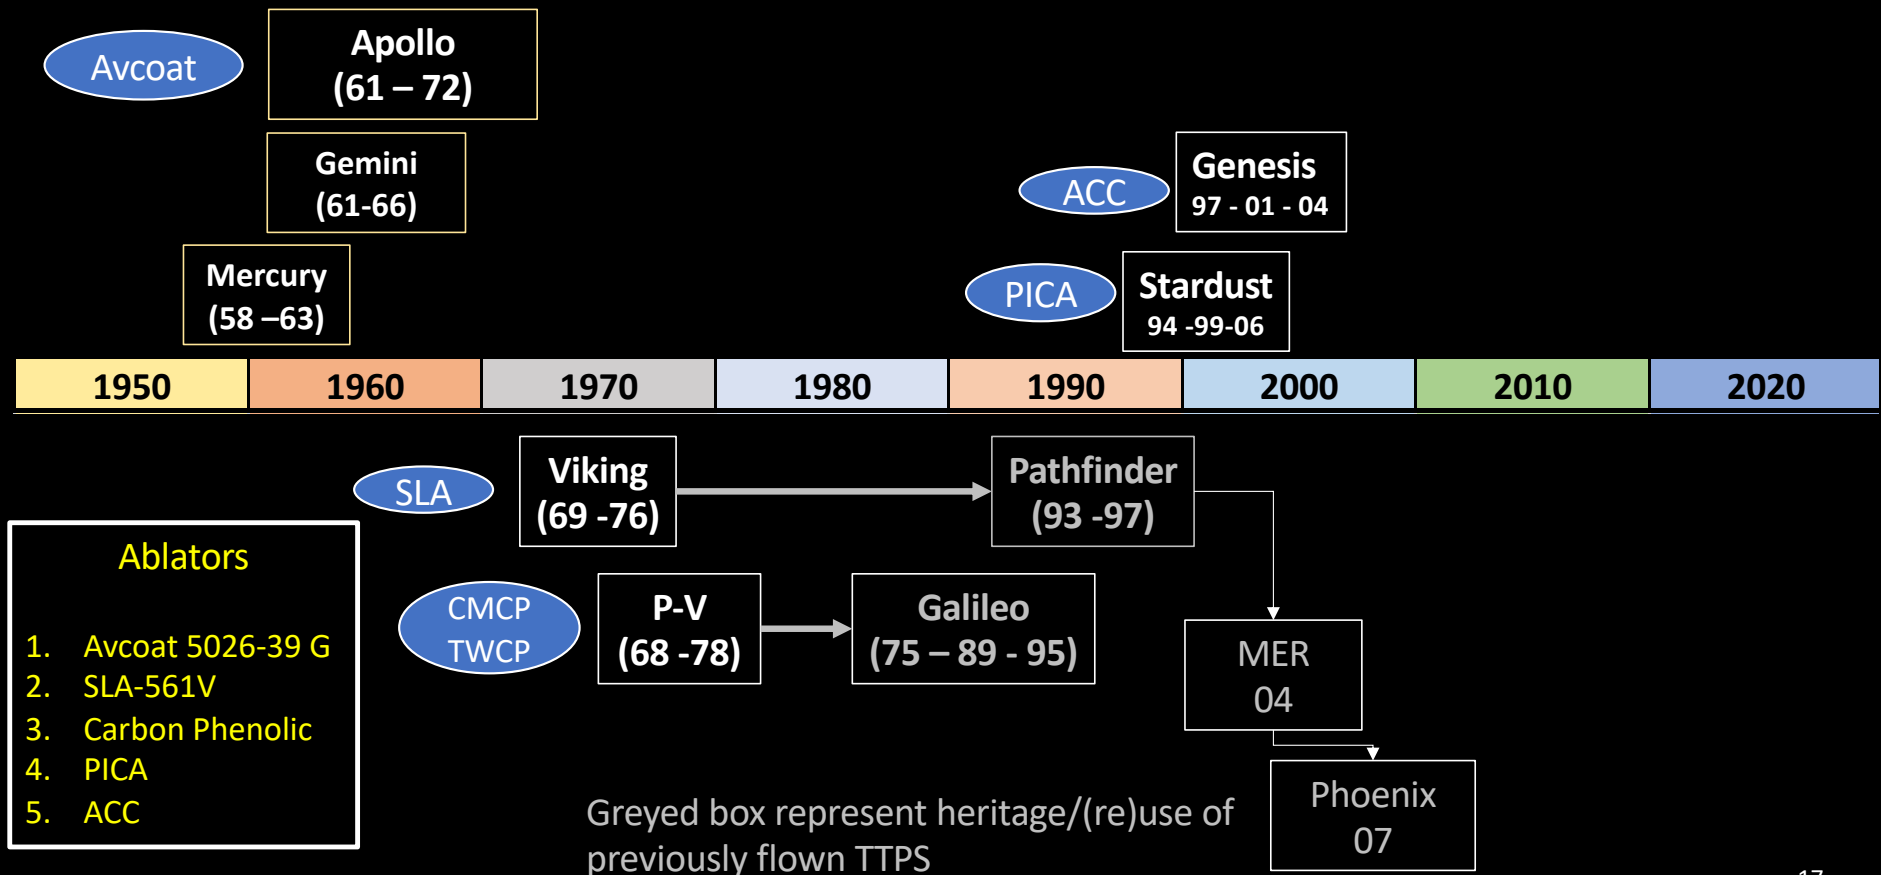 Avcoat
Apollo
(61 – 72)
Gemini
(61-66)
Mercury
(58 –63)
ACC
Genesis
97 - 01 - 04
PICA
Stardust
94 -99-06
1950 1960 1970 1980 1990 2000 2010 2020
SLA
Viking
(69 -76)
Pathfinder
(93 -97)
CMCP
TWCP
P-V
(68 -78)
Galileo
(75 – 89 - 95)
MER
04
Phoenix
07
Ablators
1. Avcoat 5026-39 G
2. SLA-561V
3. Carbon Phenolic
4. PICA
5. ACC
Greyed box represent heritage/(re)use of
previously flown TTPS
17